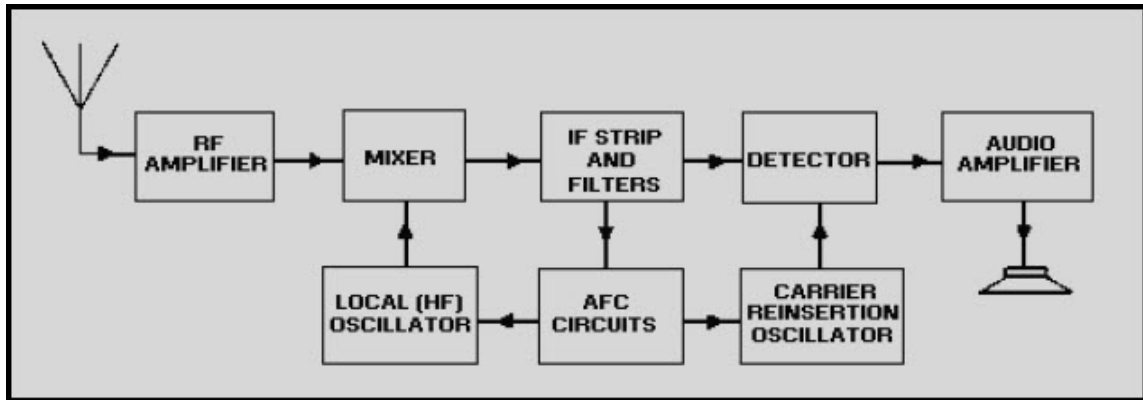 RF
AMPLIFIER
MIXER
IF STRIP
AND
FILTERS
DETECTOR
AUDIO
AMPLIFIER
LOCAL (HF)
OSCILLATOR
AFC
CIRCUITS
CARRIER
REINSERTION
OSCILLATOR